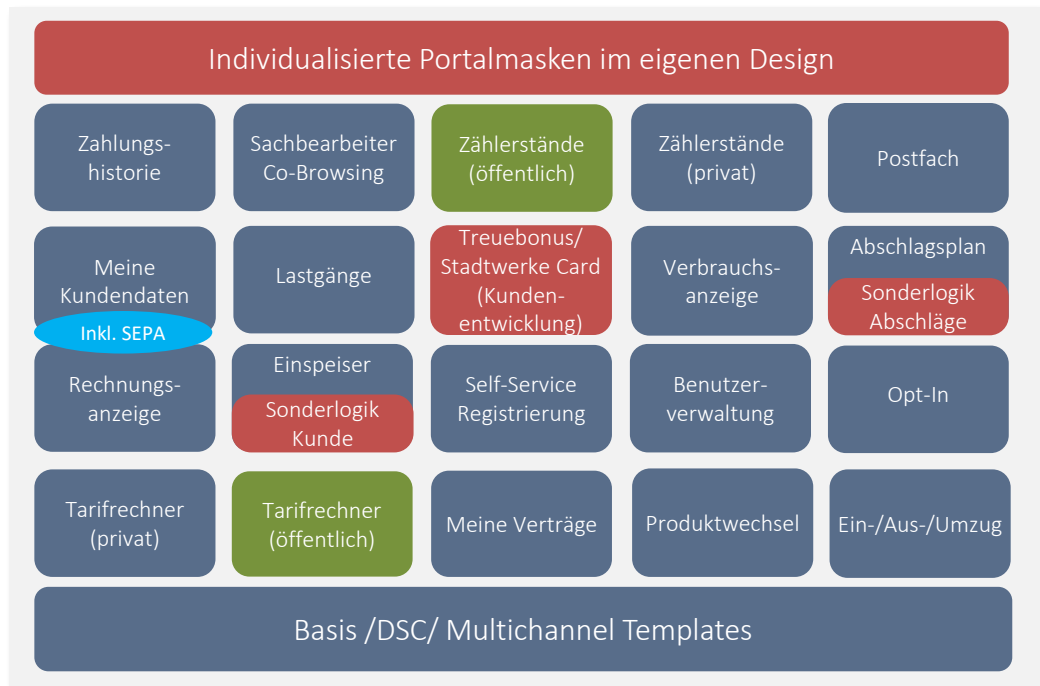 Individualisierte Portalmasken im eigenen Design
Zahlungs-
historie
Sachbearbeiter
Co-Browsing
Zählerstände
(öffentlich)
Zählerstände
(privat)
Postfach
Meine
Kundendaten
Inkl. SEPA
Lastgänge
Treuebonus/
Stadtwerke Card
(Kunden-
entwicklung)
Verbrauchs-
anzeige
Abschlagsplan
Sonderlogik
Abschläge
Rechnungs-
anzeige
Einspeiser
Sonderlogik
Kunde
Self-Service
Registrierung
Benutzer-
verwaltung
Opt-In
Tarifrechner
(privat)
Tarifrechner
(öffentlich)
Meine Verträge
Produktwechsel
Ein-/Aus-/Umzug
Basis /DSC/ Multichannel Templates